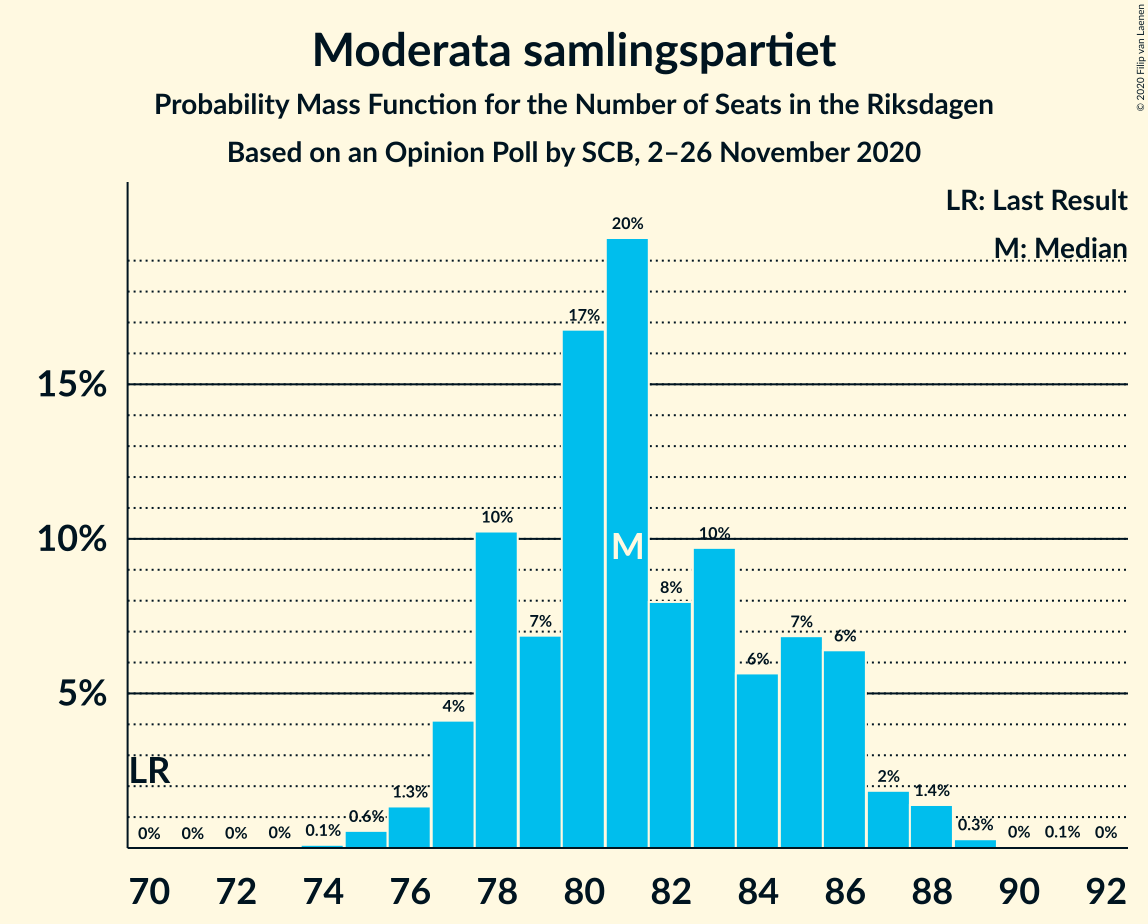 Moderata samlingspartiet
Probability Mass Function for the Number of Seats in the Riksdagen
Based on an Opinion Poll by SCB, 2–26 November 2020
© 2020 Filip van Laenen
LR: Last Result
M: Median
15%
10%
5%
LR
M
0%
0%
0%
0%
0.1%
0.6%
1.3%
4%
10%
7%
17%
20%
8%
10%
6%
7%
6%
2%
1.4%
0.3%
0%
0.1%
0%
70 72 74 76 78 80 82 84 86 88 90 92